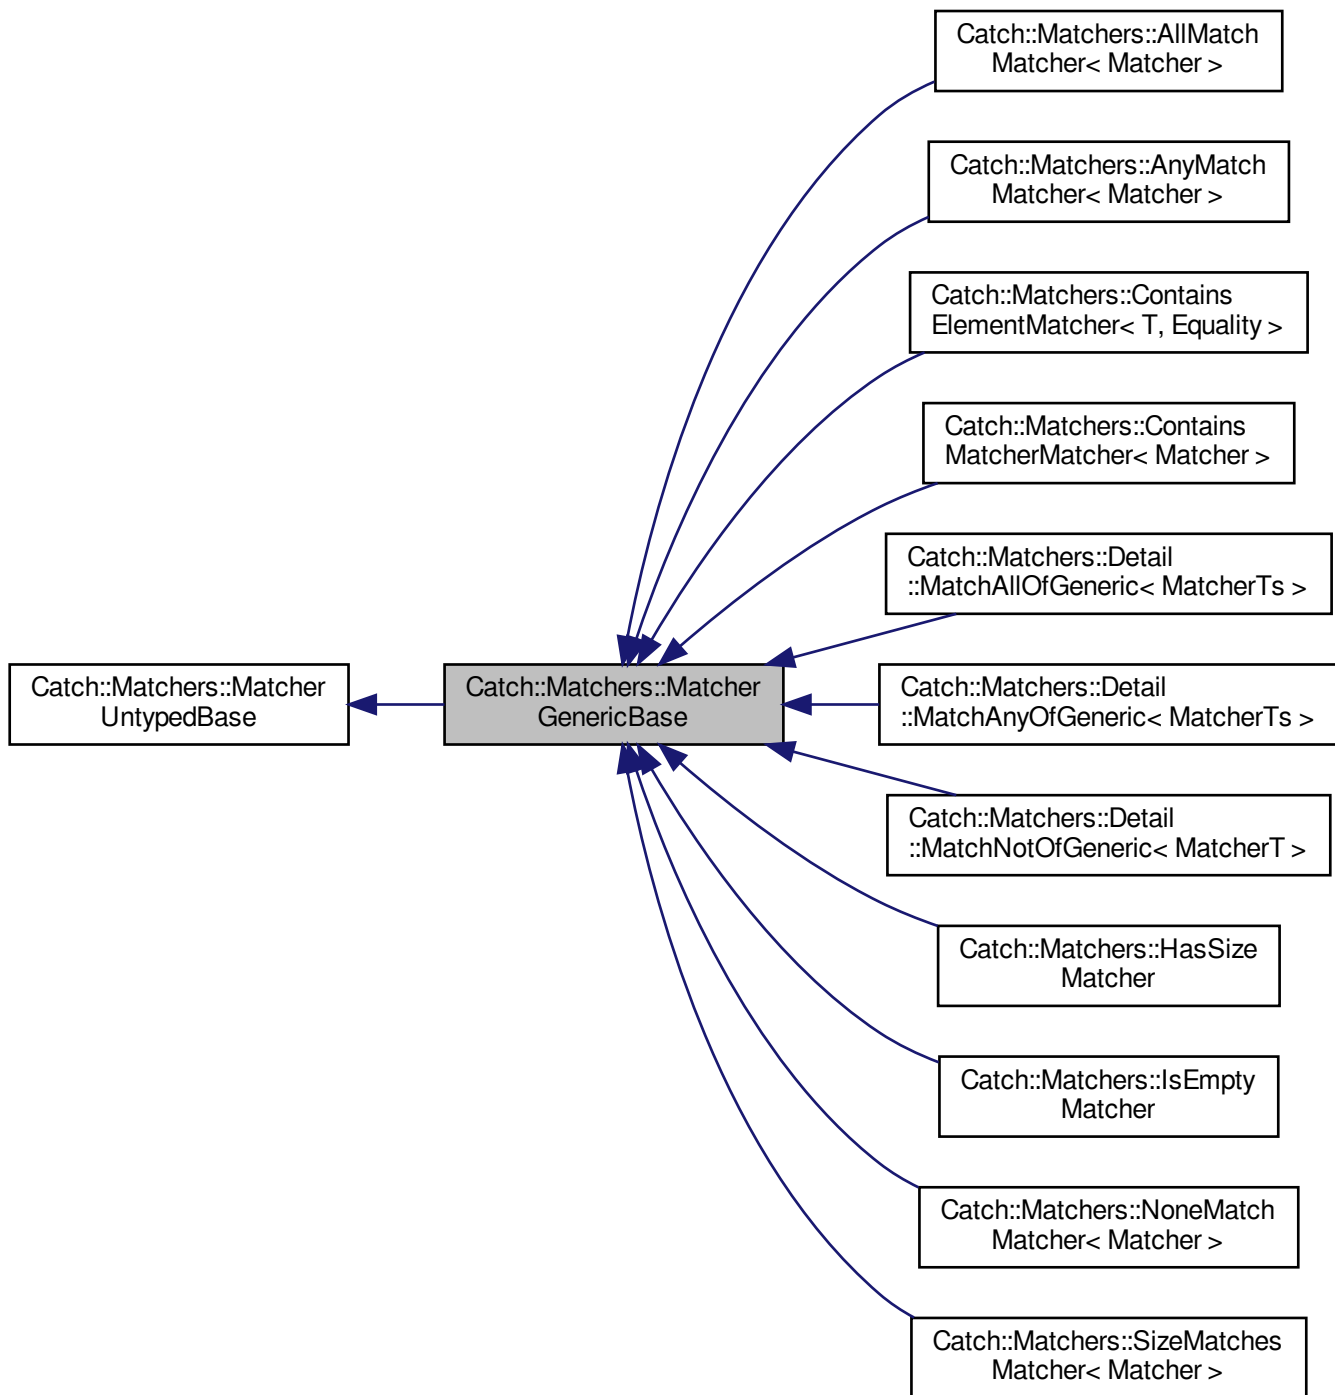 Catch::Matchers::AllMatch
Matcher< Matcher >
Catch::Matchers::AnyMatch
Matcher< Matcher >
Catch::Matchers::Contains
ElementMatcher< T, Equality >
Catch::Matchers::Contains
MatcherMatcher< Matcher >
Catch::Matchers::Detail
::MatchAllOfGeneric< MatcherTs >
Catch::Matchers::Matcher
UntypedBase
Catch::Matchers::Matcher
GenericBase
Catch::Matchers::Detail
::MatchAnyOfGeneric< MatcherTs >
Catch::Matchers::Detail
::MatchNotOfGeneric< MatcherT >
Catch::Matchers::HasSize
Matcher
Catch::Matchers::IsEmpty
Matcher
Catch::Matchers::NoneMatch
Matcher< Matcher >
Catch::Matchers::SizeMatches
Matcher< Matcher >